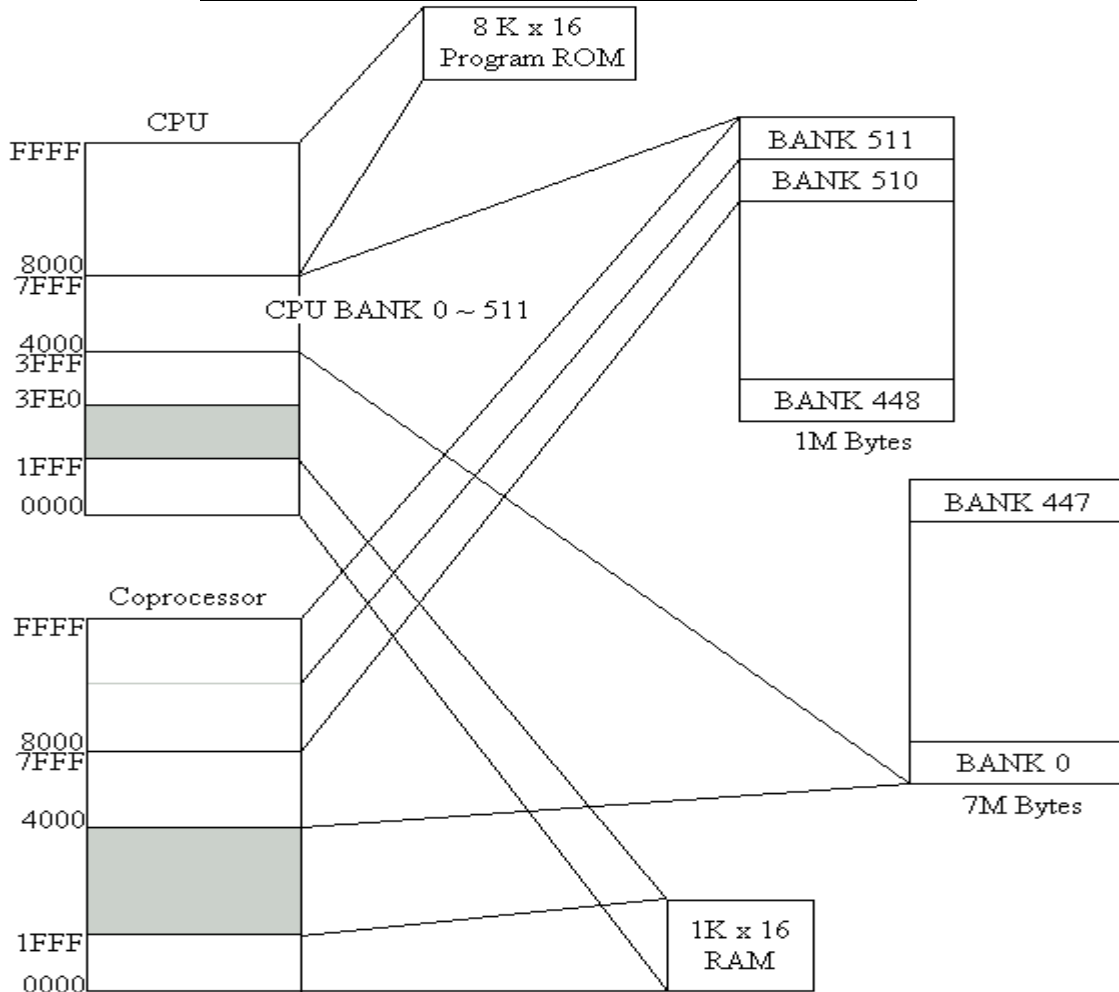 8 K x 16
Program ROM
CPU
FFFF
8000
7FFF
4000
3FFF
3FE0
1FFF
0000
CPU BANK 0 ~ 511
BANK 511
BANK 510
BANK 448
1M Bytes
BANK 447
BANK 0
7M Bytes
Coprocessor
FFFF
8000
7FFF
4000
1FFF
0000
1K x 16
RAM